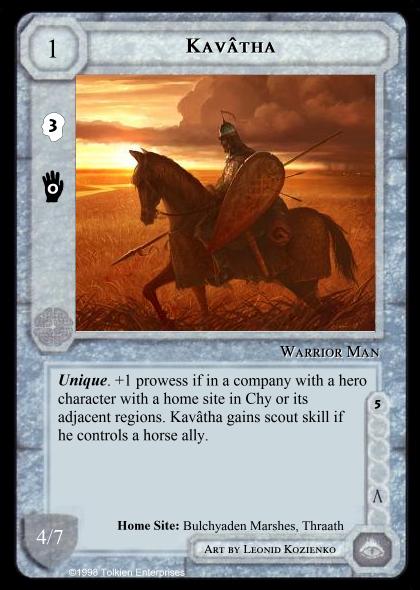 1
KAVÂTHA
3
WARRIOR MAN
Unique. +1 prowess if in a company with a hero
character with a home site in Chy or its
adjacent regions. Kavâtha gains scout skill if
he controls a horse ally.
5
Home Site: Bulchyaden Marshes, Thraath
4/7
ART BY LEONID KOZIENKO
©1998 Tolkien Enterprises